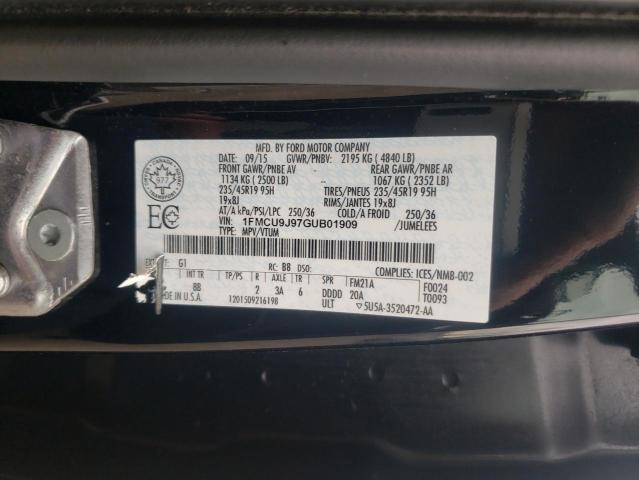 MFD. BY FORD MOTOR COMPANY
09/15 GVWR/PNBV: 2195 KG ( 4840 LB)
FRONT GAWR/PNBE AV REAR GAWR/PNBE AR
1134 KG ( 2500 LB) 1067 KG ( 2352 LB)
235/45R19 95H TIRES/PNEUS 235/45R19 95H
19x8J RIMS/JANTES 19x8J
AT/A kPa/PSI/LPC 250/36 COLD/A FROID 250/36
VIN: 1FMCU9J97GUB01909 /JUMELEES
TYPE: MPV/VTUM
CANADA
977
EC
EXT G1 RC: B8 DSO: COMPLIES: ICES/NMB-002
INT TR TP/PS R AXLE TR SPR FM21A F0024
8B 2 3A 6 DDDD 20A T0093
DE IN U.S.A. 1201509216198 ULT 5U5A-3520472-AA